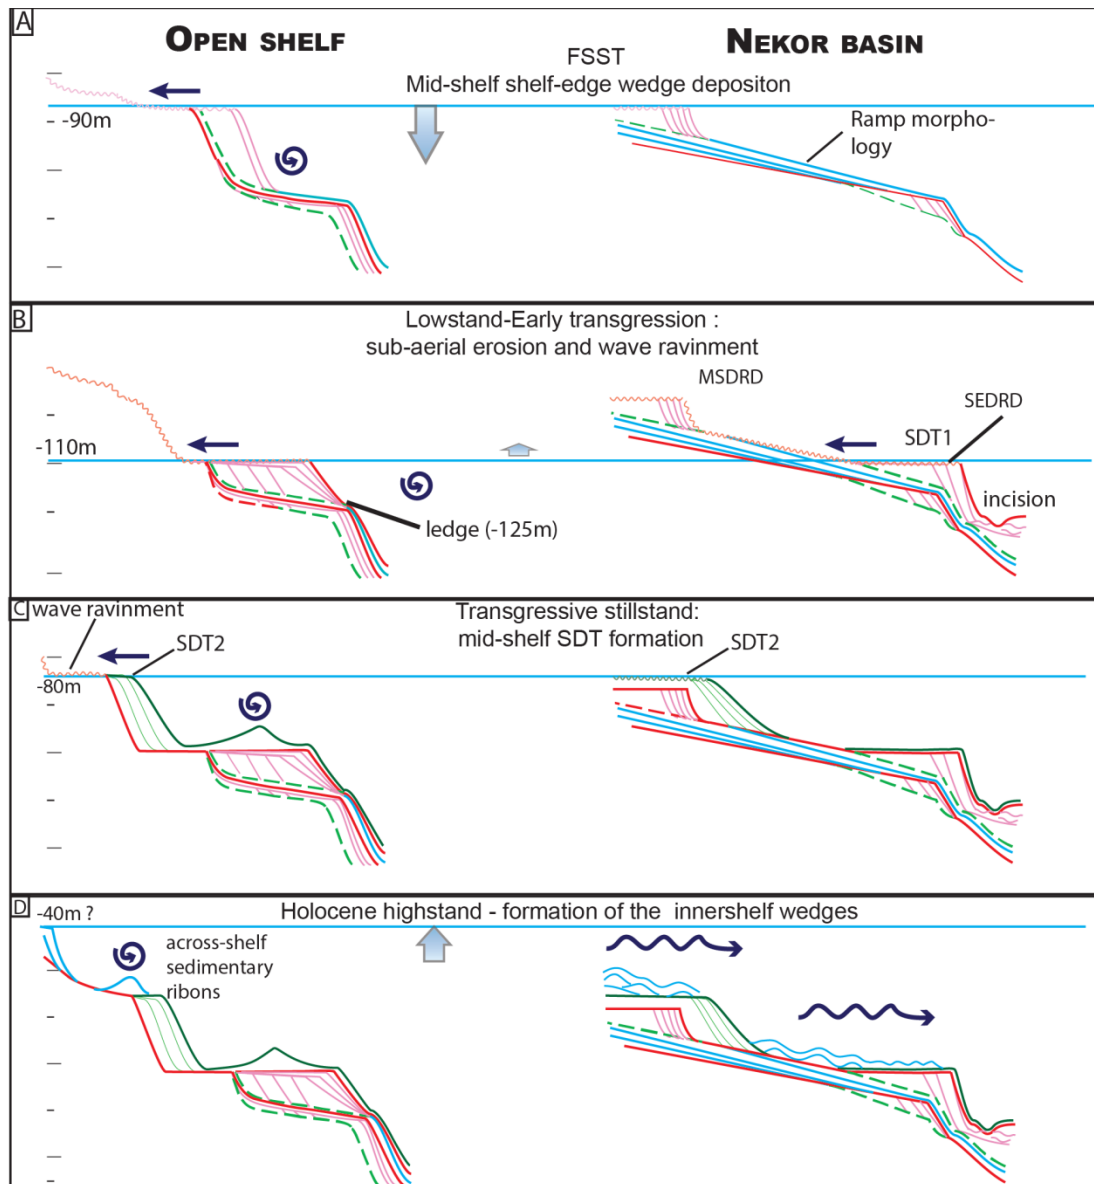 A
OPEN SHELF
NEKOR BASIN
FSST
Mid-shelf shelf-edge wedge depositon
-90m
Ramp morpho-
logy
B
Lowstand-Early transgression :
sub-aerial erosion and wave ravinment
MSDRD
SEDRD
-110m
SDT1
incision
ledge (-125m)
C
wave ravinment
Transgressive stillstand:
mid-shelf SDT formation
SDT2
SDT2
-80m
D
-40m ?
Holocene highstand - formation of the innershelf wedges
across-shelf
sedimentary
ribons